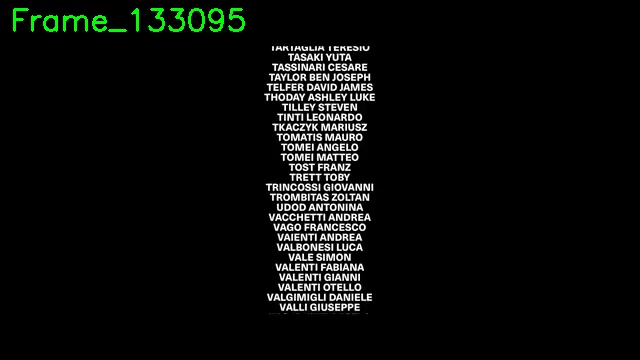 Frame_133095
TARTAGLIA TERESIO
TASAKI YUTA
TASSINARI CESARE
TAYLOR BEN JOSEPH
TELFER DAVID JAMES
THODAY ASHLEY LUKE
TILLEY STEVEN
TINTI LEONARDO
TKACZYK MARIUSZ
TOMATIS MAURO
TOMEI ANGELO
TOMEI MATTEO
TOST FRANZ
TRETT TOBY
TRINCOSSI GIOVANNI
TROMBITAS ZOLTAN
UDOD ANTONINA
VACCHETTI ANDREA
VAGO FRANCESCO
VAIENTI ANDREA
VALBONESI LUCA
VALE SIMON
VALENTI FABIANA
VALENTI GIANNI
VALENTI OTELLO
VALGIMIGLI DANIELE
VALLI GIUSEPPE